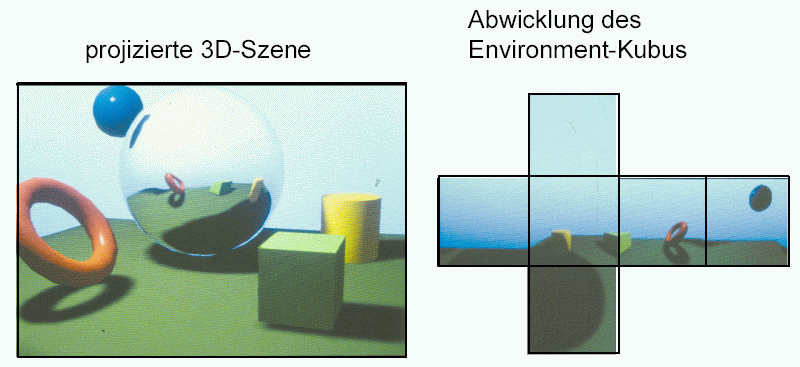 projizierte 3D-Szene
Abwicklung des
Environment-Kubus